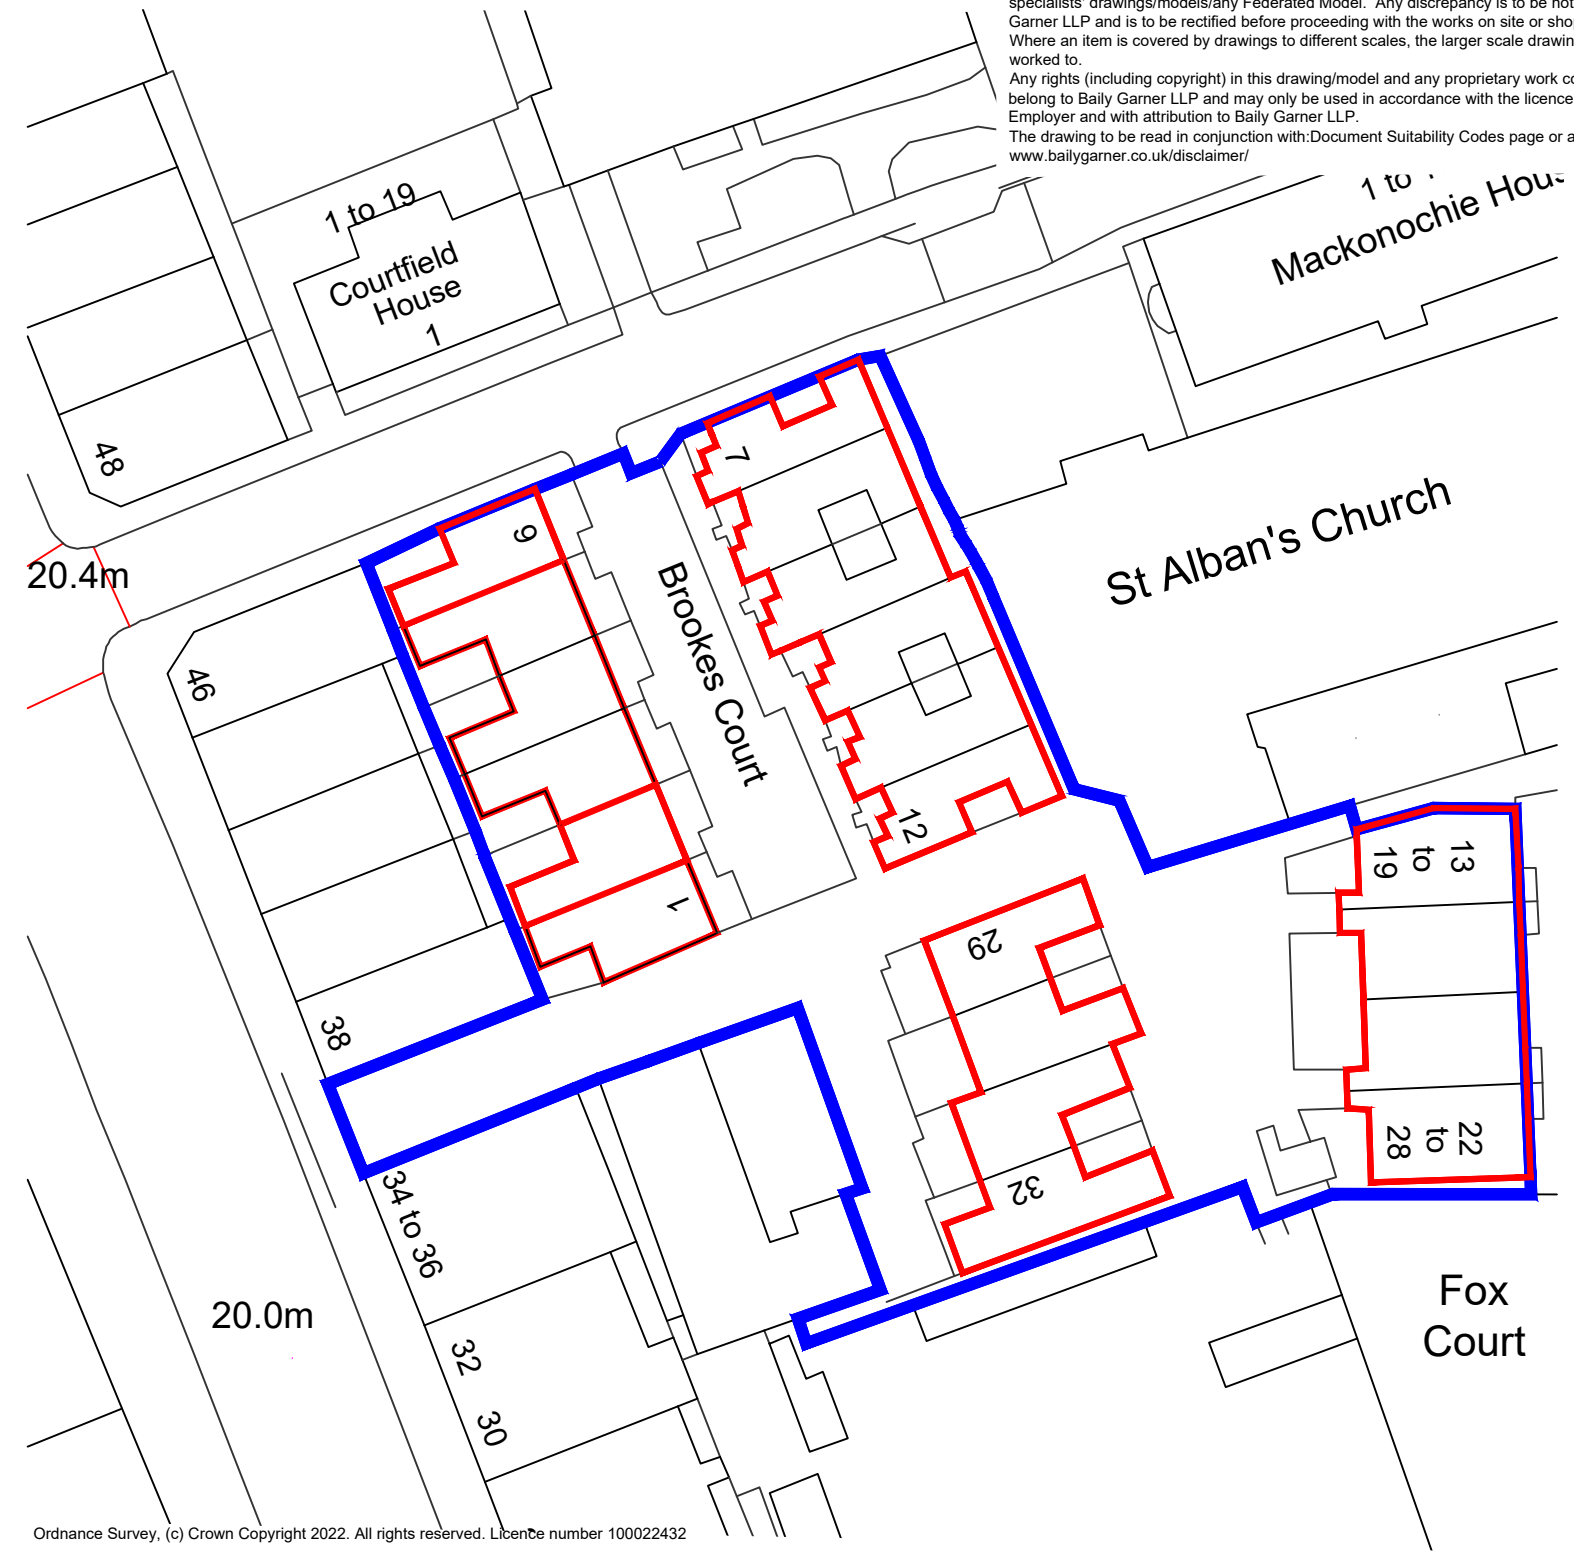 specialists' drawings/models/any Federated Model. Any discrepancy is to be
Garner LLP and is to be rectified before proceeding with the works on site or
Where an item is covered by drawings to different scales, the larger scale
worked to.
Any rights (including copyright) in this drawing/model and any proprietary work
belong to Baily Garner LLP and may only be used in accordance with the licence
Employer and with attribution to Baily Garner LLP.
The drawing to be read in conjunction with:Document Suitability Codes page or
www.bailygarner.co.uk/disclaimer/
1 to 19
Courtfield
House
1
1 to
Mackonochie
48
7
6
St Alban's Church
20.4m
Brookes Court
46
12
13
to
19
1
29
38
22
to
28
32
34 to 36
20.0m
Fox
Court
32
30
Ordnance Survey, (c) Crown Copyright 2022. All rights reserved. Licence number 100022432